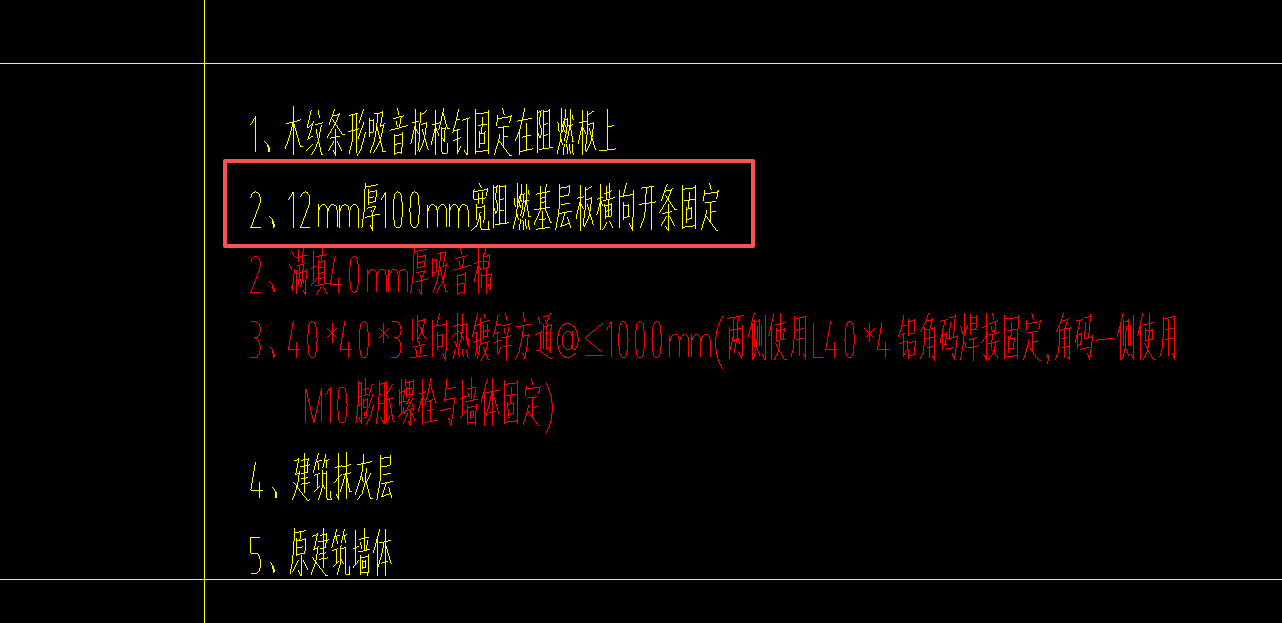 1、木纹条形吸音板枪钉固定在阻燃板上
2、12mm厚100mm宽阻燃基层板横向开条固定
2、满填40mm厚吸音棉
3、40*40*3竖向热镀锌方通@≤1000mm(两侧使用L40*4铝角码焊接固定,角码一侧使用
M10膨胀螺栓与墙体固定)
4、建筑抹灰层
5、原建筑墙体